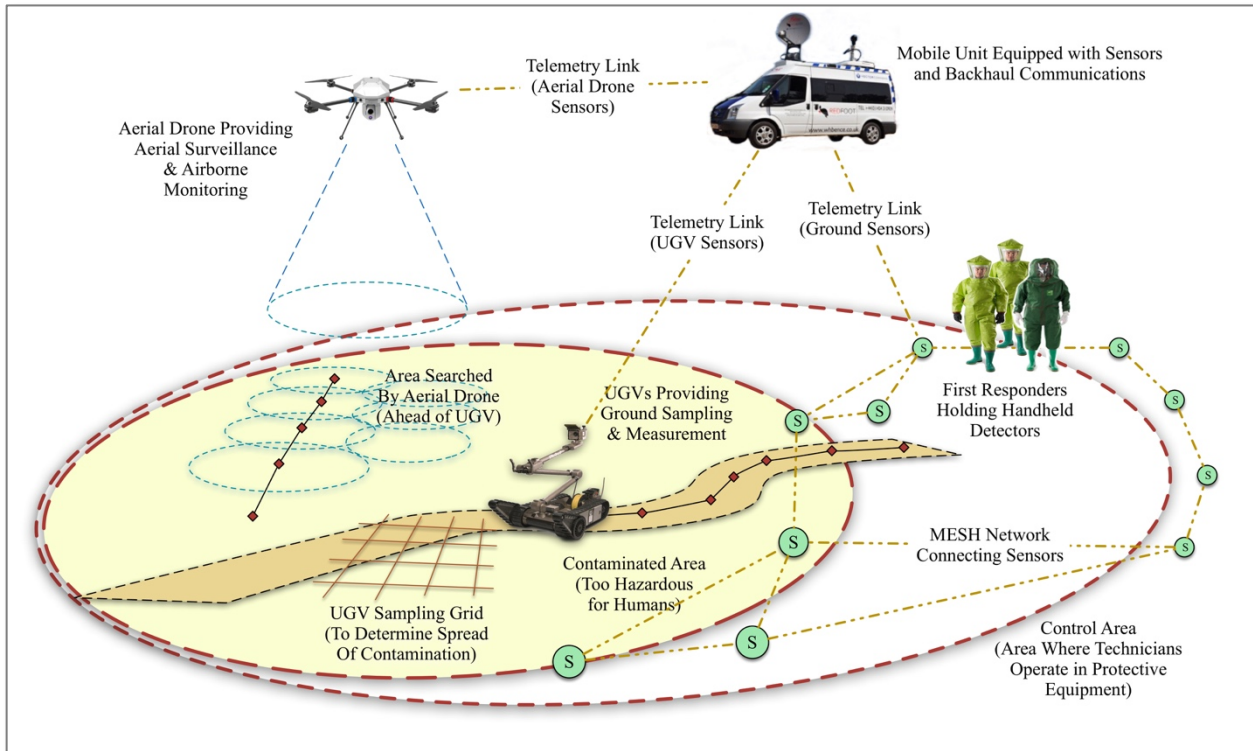 Telemetry Link
(Aerial Drone
Sensors)
Mobile Unit Equipped with Sensors
and Backhaul Communications
Aerial Drone Providing
Aerial Surveillance
& Airborne
Monitoring
Telemetry Link
(UGV Sensors)
Telemetry Link
(Ground Sensors)
Area Searched
By Aerial Drone
(Ahead of UGV)
UGVs Providing
Ground Sampling
& Measurement
First Responders
Holding Handheld
Detectors
S
S
S
S
S
S
S
S
S
S
MESH Network
Connecting Sensors
Contaminated Area
(Too Hazardous
for Humans)
UGV Sampling Grid
(To Determine Spread
Of Contamination)
Control Area
(Area Where Technicians
Operate in Protective
Equipment)